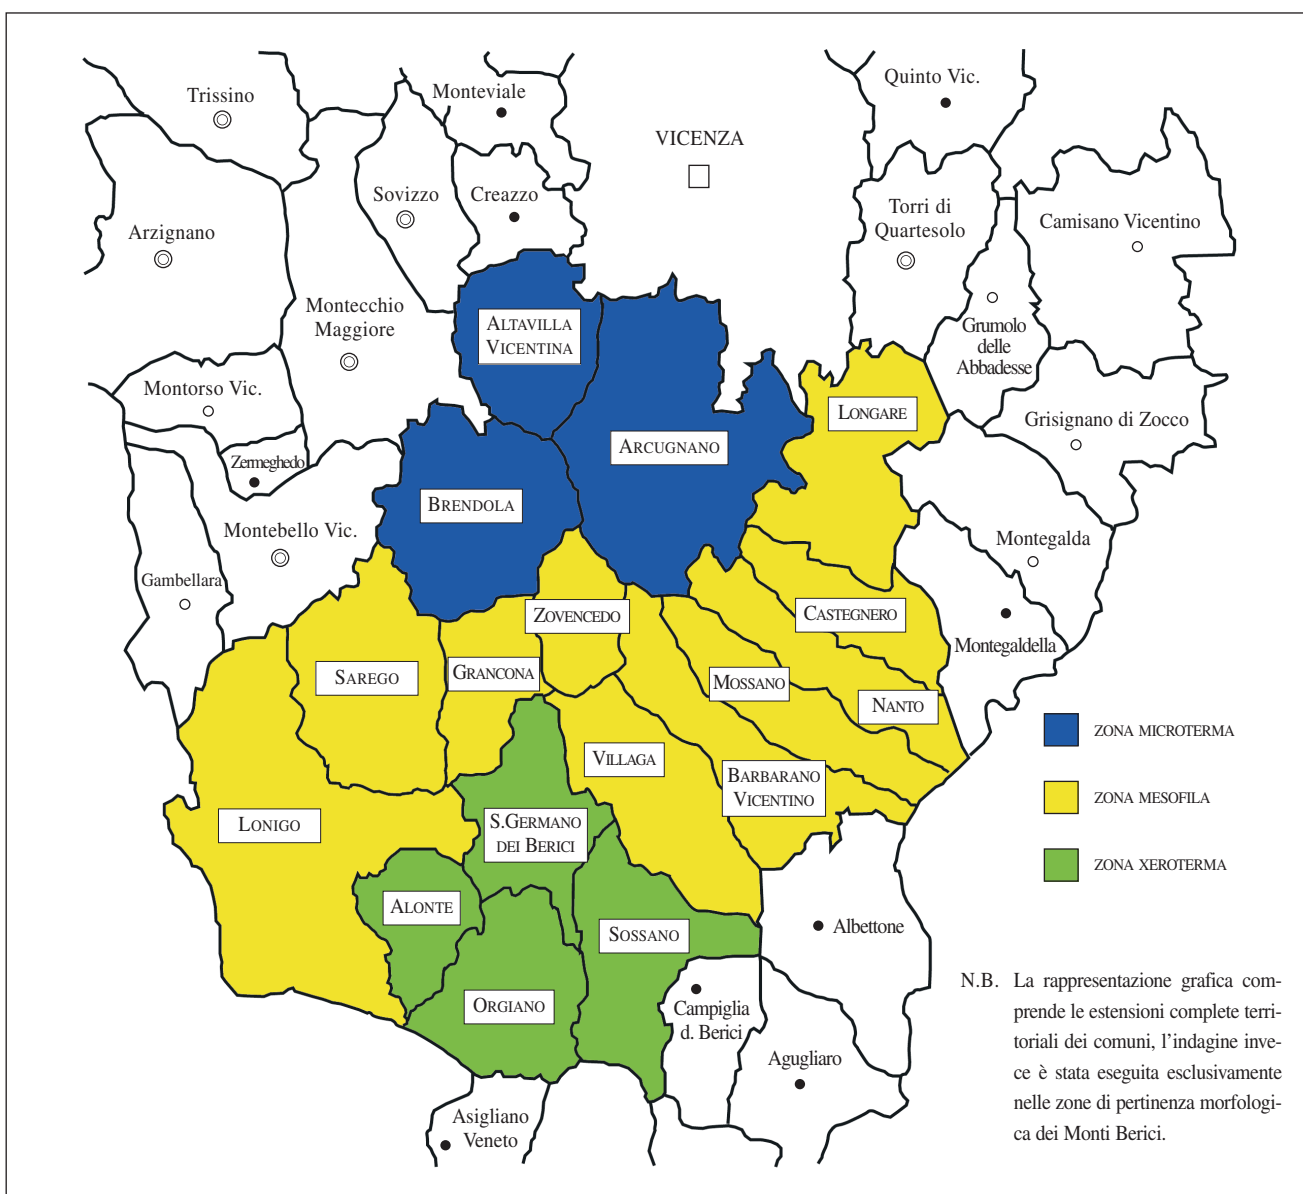 Trissino
Monteviale
Quinto Vic.
VICENZA
Sovizzo
Creazzo
Torri di
Quartesolo
Camisano Vicentino
Arzignano
Montecchio
Maggiore
ALTAVILLA
VICENTINA
Grumolo
delle
Abbadesse
Montorso Vic.
LONGARE
Grisignano di Zocco
ARCUGNANO
Zermeghedo
BRENDOLA
Montebello Vic.
Montegalda
Gambellara
ZOVENCEDO
CASTEGNERO
Montegaldella
SAREGO
GRANCONA
MOSSANO
NANTO
ZONA MICROTERMA
VILLAGA
BARBARANO
VICENTINO
ZONA MESOFILA
LONIGO
S.GERMANO
DEI BERICI
ZONA XEROTERMA
ALONTE
SOSSANO
Albettone
ORGIANO
Campiglia
d. Berici
Agugliaro
Asigliano
Veneto
N.B. La rappresentazione grafica com-
prende le estensioni complete terri-
toriali dei comuni, l'indagine inve-
ce è stata eseguita esclusivamente
nelle zone di pertinenza morfologi-
ca dei Monti Berici.